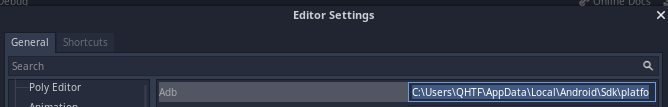 Debug
Online Docs
Editor Settings
General Shortcuts
Search
Poly Editor
Adb C:\Users\QHTF\AppData\Local\Android\Sdk\platfo
Animation